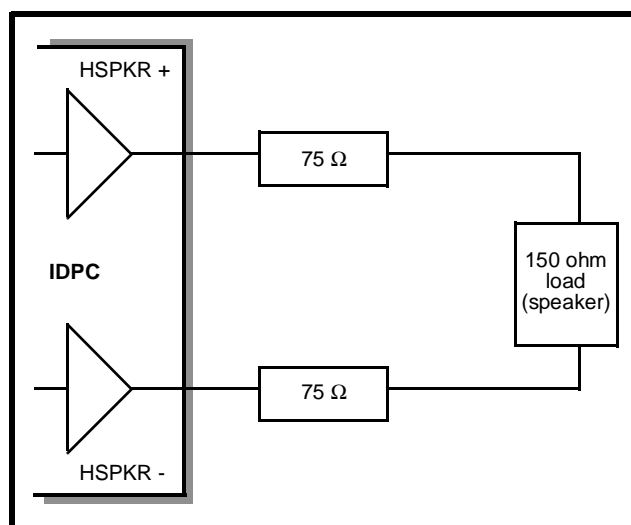 HSPKR +
75 Ω
150 ohm
load
(speaker)
IDPC
75 Ω
HSPKR -